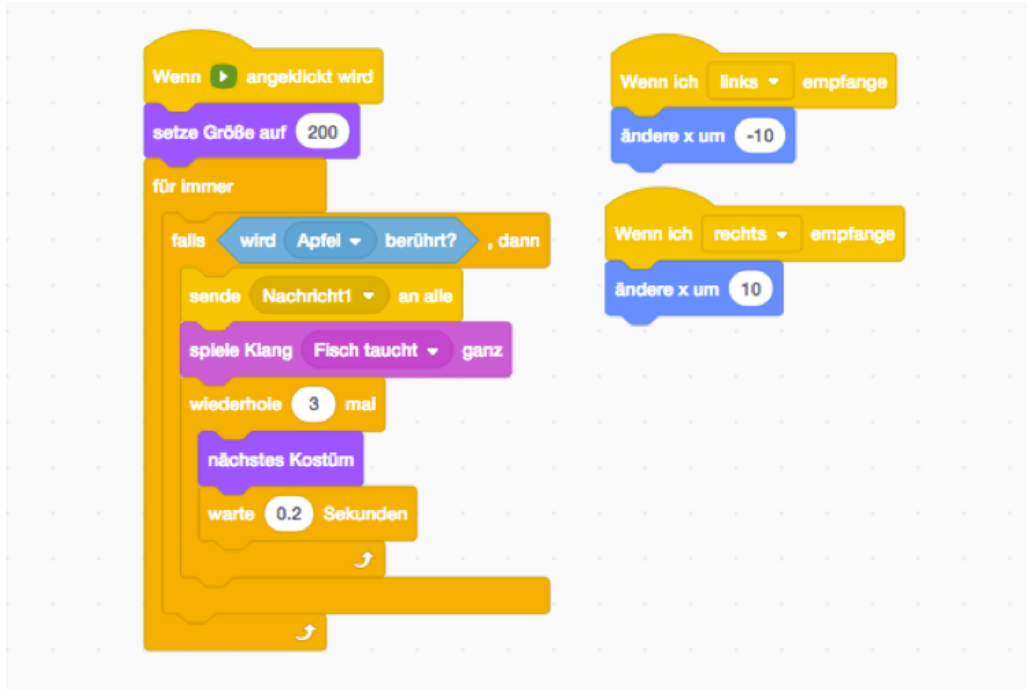 Wenn angeklickt wird
setze Größe auf 200
für immer
falls wird Apfel berührt? , dann
sende Nachricht1 an alle
spiele Klang Fisch taucht ganz
wiederhole 3 mal
nächstes Kostüm
warte 0.2 Sekunden
Wenn ich links empfange
ändere x um -10
Wenn ich rechts empfange
ändere x um 10